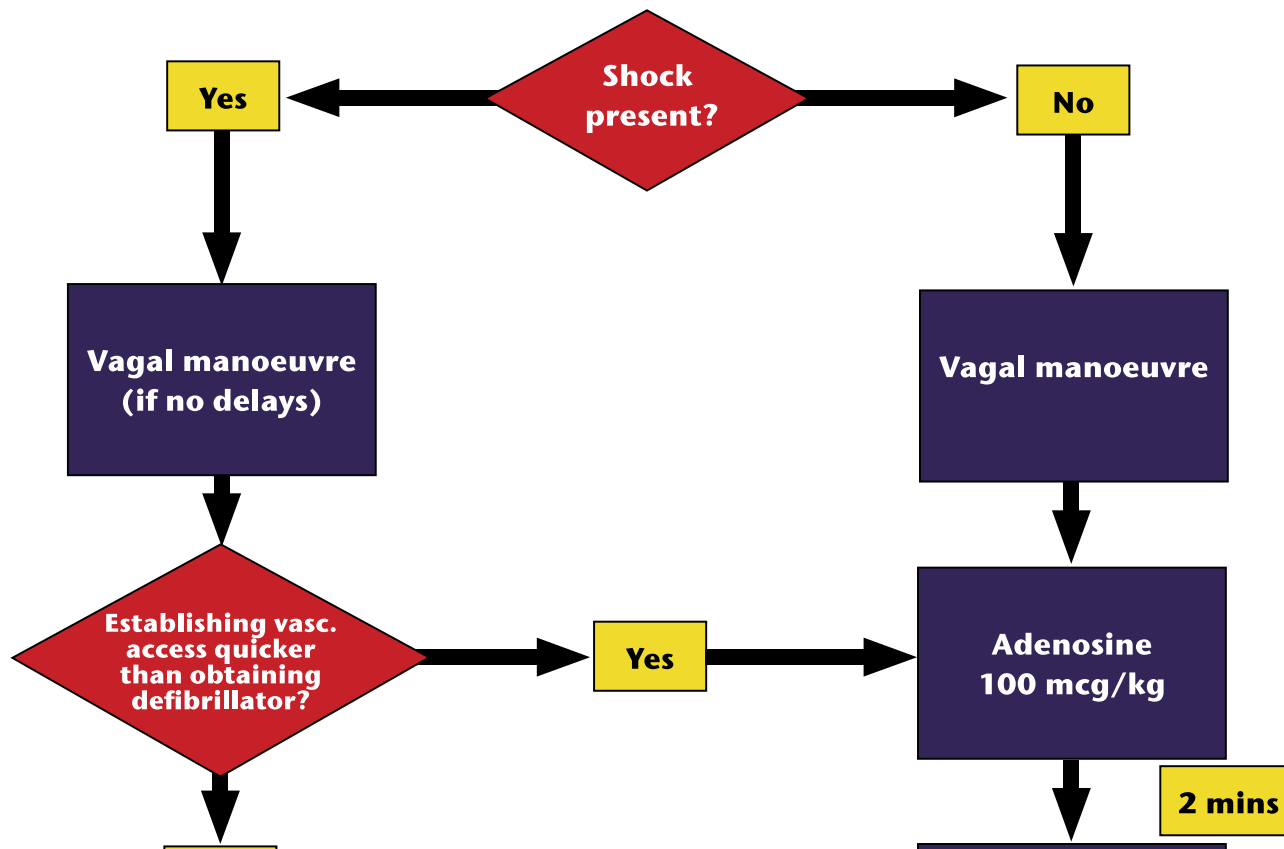 Shock
present?
Yes
No
Vagal manoeuvre
(if no delays)
Vagal manoeuvre
Establishing vasc.
access quicker
than obtaining
defibrillator?
Yes
Adenosine
100 mcg/kg
2 mins